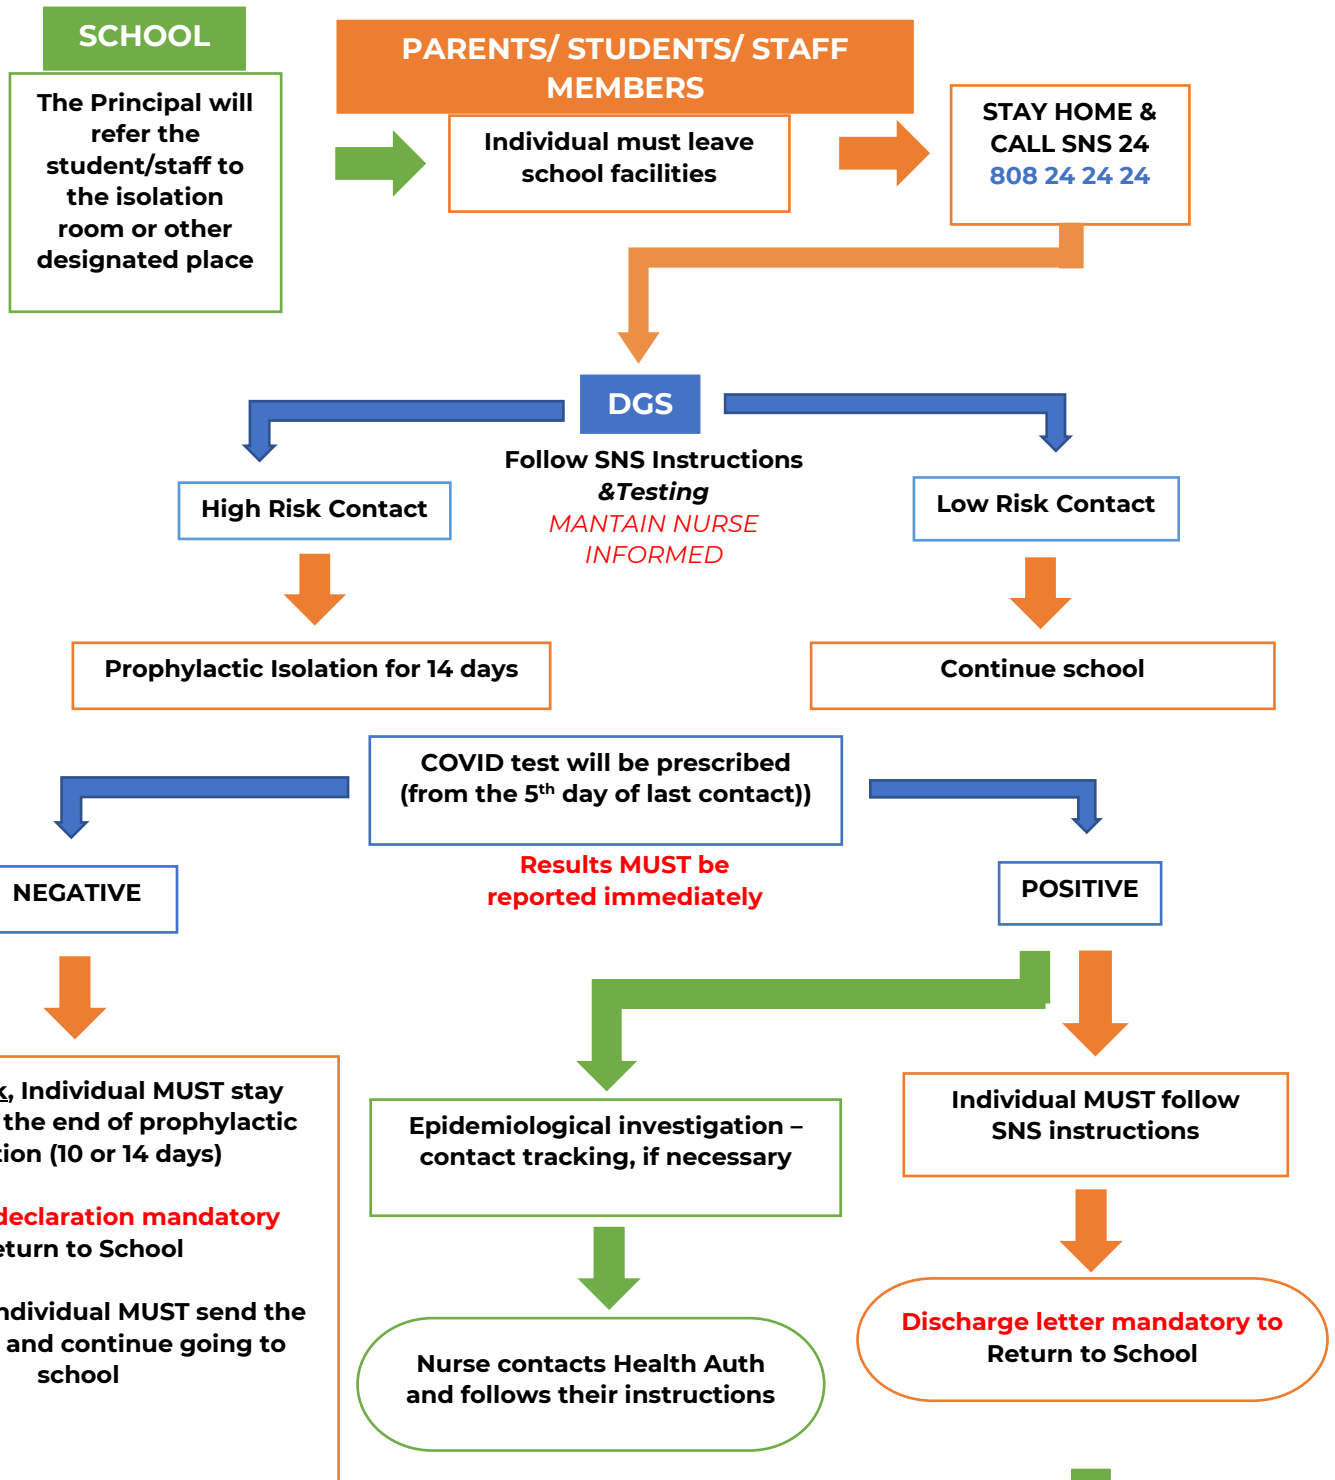 SCHOOL
The Principal will
refer the
student/staff to
the isolation
room or other
designated place
PARENTS/ STUDENTS/ STAFF
MEMBERS
Individual must leave
school facilities
STAY HOME &
CALL SNS 24
808 24 24 24
DGS
Follow SNS Instructions
&Testing
MANTAIN NURSE
INFORMED
High Risk Contact
Low Risk Contact
Prophylactic Isolation for 14 days
Continue school
COVID test will be prescribed
(from the 5th day of last contact))
Results MUST be
reported immediately
NEGATIVE
POSITIVE
, Individual MUST stay
the end of prophylactic
(10 or 14 days)
declaration mandatory
to School
MUST send the
and continue going to
school
Epidemiological investigation –
contact tracking, if necessary
Nurse contacts Health Auth
and follows their instructions
Individual MUST follow
SNS instructions
Discharge letter mandatory to
Return to School